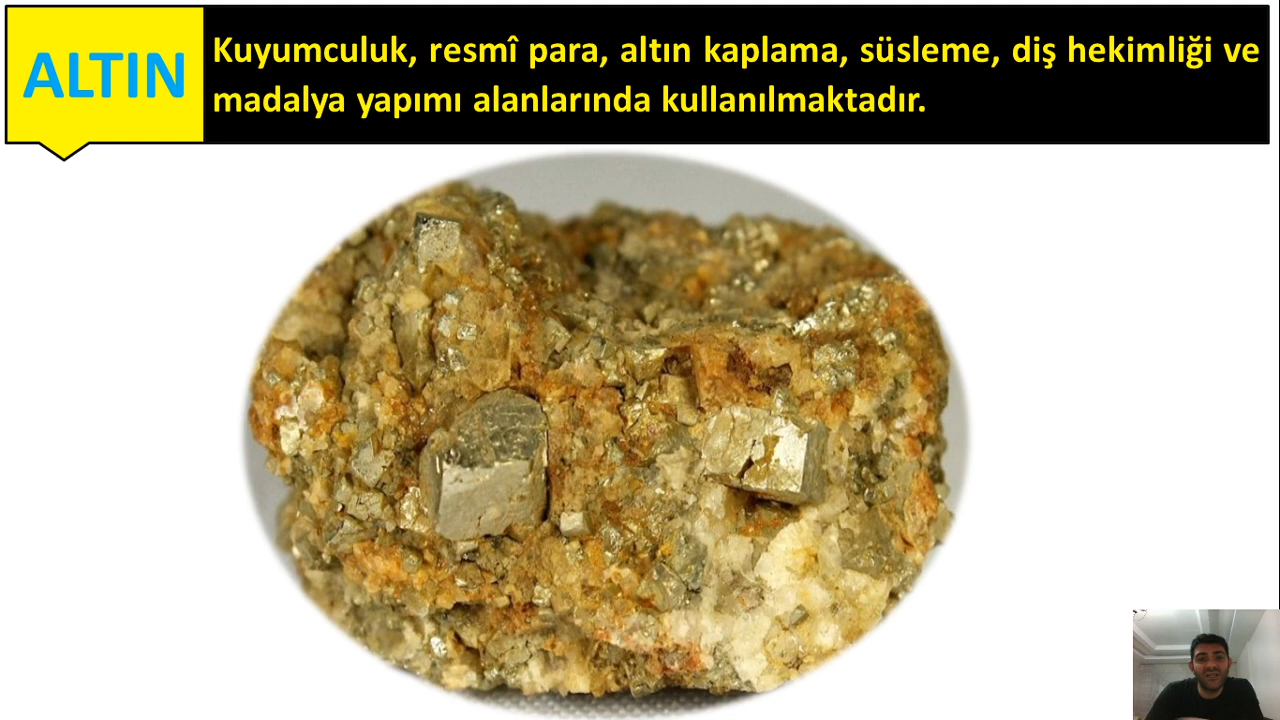 ALTIN
Kuyumculuk, resmî para, altın kaplama, süsleme, diş hekimliği ve
madalya yapımı alanlarında kullanılmaktadır.